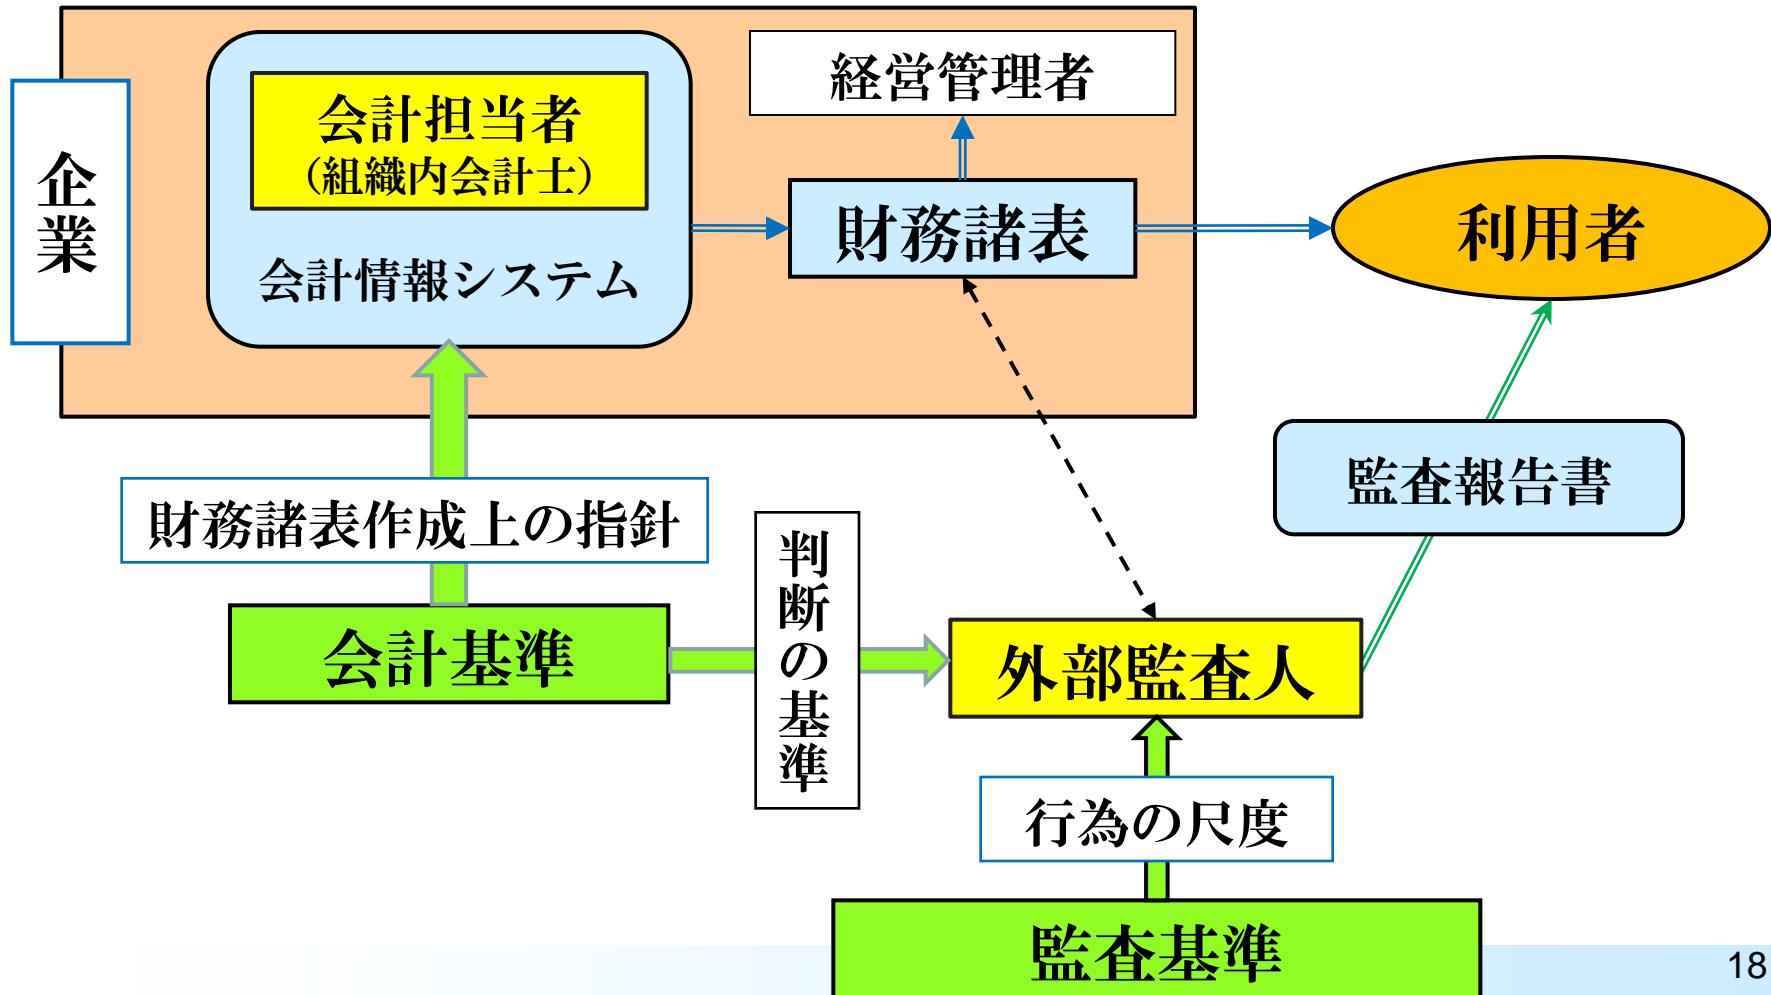 企業
会計担当者
（組織内会計士）
会計情報システム
経営管理者
財務諸表
利用者
財務諸表作成上の指針
判断の基準
監査報告書
会計基準
外部監査人
行為の尺度
監査基準
18